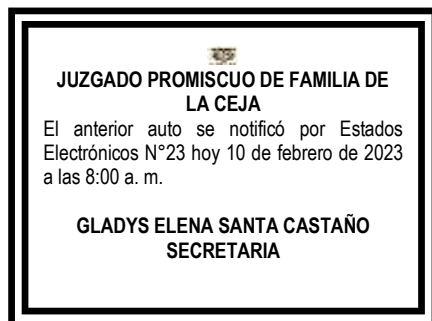 JUZGADO PROMISCUO DE FAMILIA DE
LA CEJA
El anterior auto se notificó por Estados
Electrónicos N°23 hoy 10 de febrero de 2023
a las 8:00 a. m.
GLADYS ELENA SANTA CASTAÑO
SECRETARIA